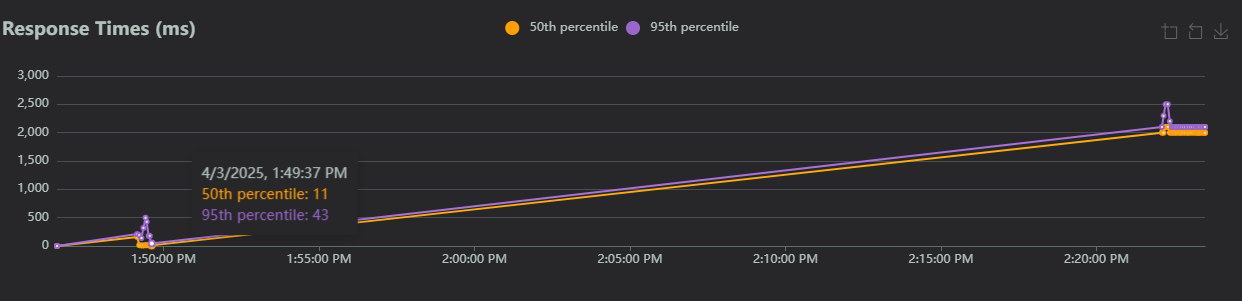 Response Times (ms)
50th percentile 95th percentile
3,000
2,500
2,000
1,500
1,000
500
0
4/3/2025, 1:49:37 PM
50th percentile: 11
95th percentile: 43
1:50:00 PM 1:55:00 PM 2:00:00 PM 2:05:00 PM 2:10:00 PM 2:15:00 PM 2:20:00 PM